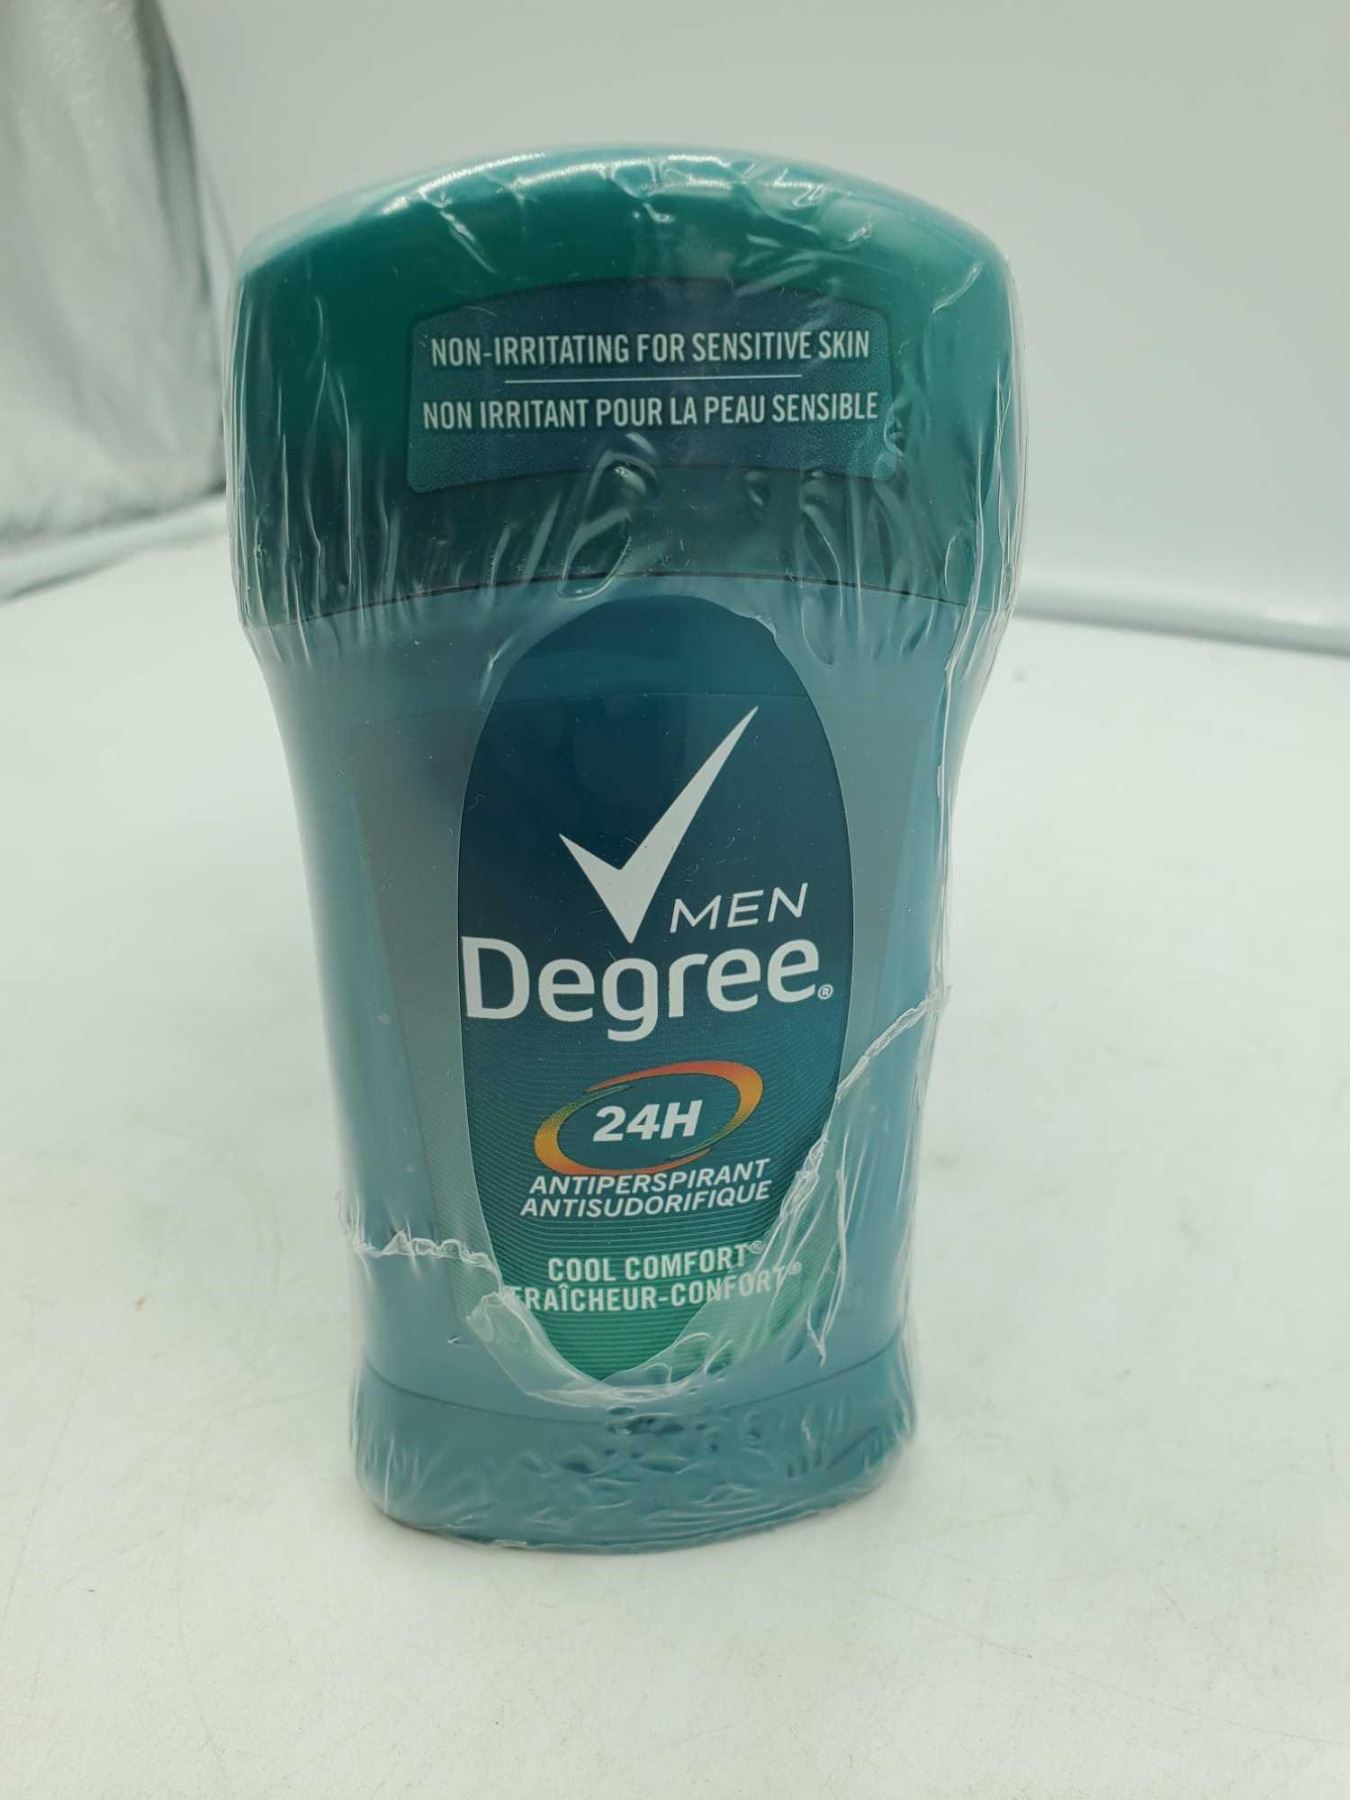 NON-IRRITATING FOR SENSITIVE SKIN
NON IRRITANT POUR LA PEAU SENSIBLE
MEN
Degree®
24H
ANTIPERSPIRANT
ANTISUDORIFIQUE
COOL COMFORT®
FRAÎCHEUR-CONFORT®